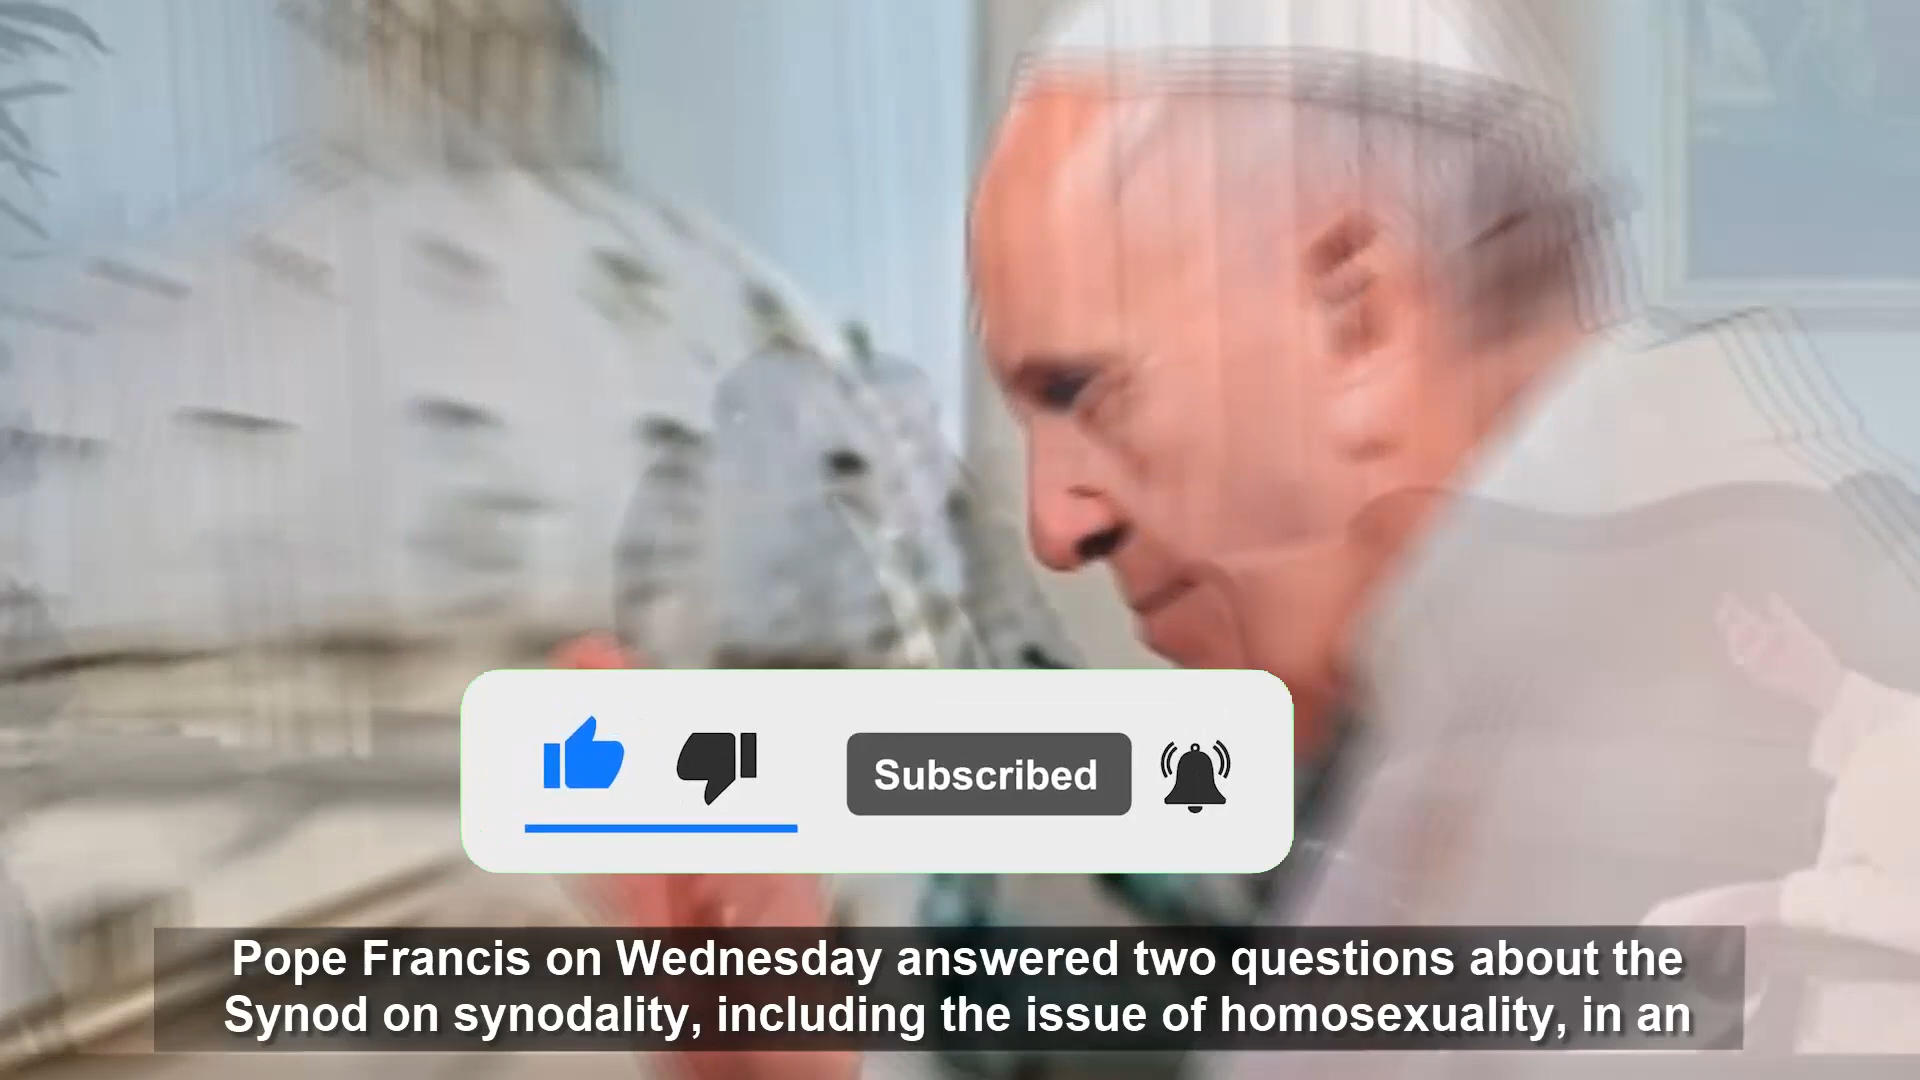 Subscribed
Pope Francis on Wednesday answered two questions about the
Synod on synodality, including the issue of homosexuality, in an